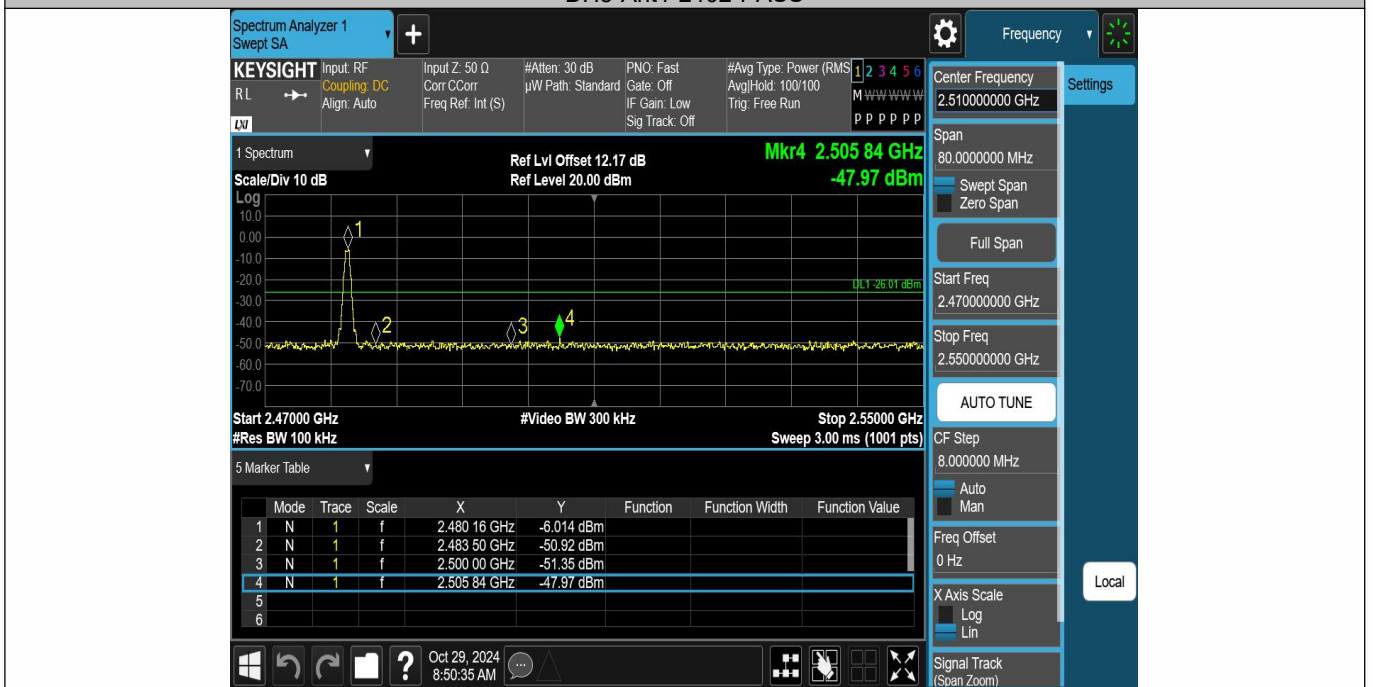 Spectrum Analyzer 1
Swept SA
+
Frequency
KEYSIGHT
RL
LXI
Input: RF
Coupling: DC
Align: Auto
Input Z: 50 Ω
Corr CCorr
Freq Ref: Int (S)
#Atten: 30 dB
µW Path: Standard
PNO: Fast
Gate: Off
IF Gain: Low
Sig Track: Off
#Avg Type: Power (RMS
Avg|Hold: 100/100
Trig: Free Run
1 2 3 4 5 6
M W W W W W
P P P P P P
1 Spectrum
Scale/Div 10 dB
Ref Lvl Offset 12.17 dB
Ref Level 20.00 dBm
Mkr4 2.505 84 GHz
-47.97 dBm
Log
10.0
0.00
-10.0
-20.0
-30.0
-40.0
-50.0
-60.0
-70.0
1
2
3
4
DL1 -26.01 dBm
Start 2.47000 GHz
#Video BW 300 kHz
Stop 2.55000 GHz
#Res BW 100 kHz
Sweep 3.00 ms (1001 pts)
5 Marker Table
Mode Trace Scale X Y Function Function Width Function Value
1 N 1 f 2.480 16 GHz -6.014 dBm
2 N 1 f 2.483 50 GHz -50.92 dBm
3 N 1 f 2.500 00 GHz -51.35 dBm
4 N 1 f 2.505 84 GHz -47.97 dBm
5
6
?
Oct 29, 2024
8:50:35 AM
Center Frequency
2.510000000 GHz
Settings
Span
80.0000000 MHz
Swept Span
Zero Span
Full Span
Start Freq
2.470000000 GHz
Stop Freq
2.550000000 GHz
AUTO TUNE
CF Step
8.000000 MHz
Auto
Man
Freq Offset
0 Hz
X Axis Scale
Log
Lin
Local
Signal Track
(Span Zoom)